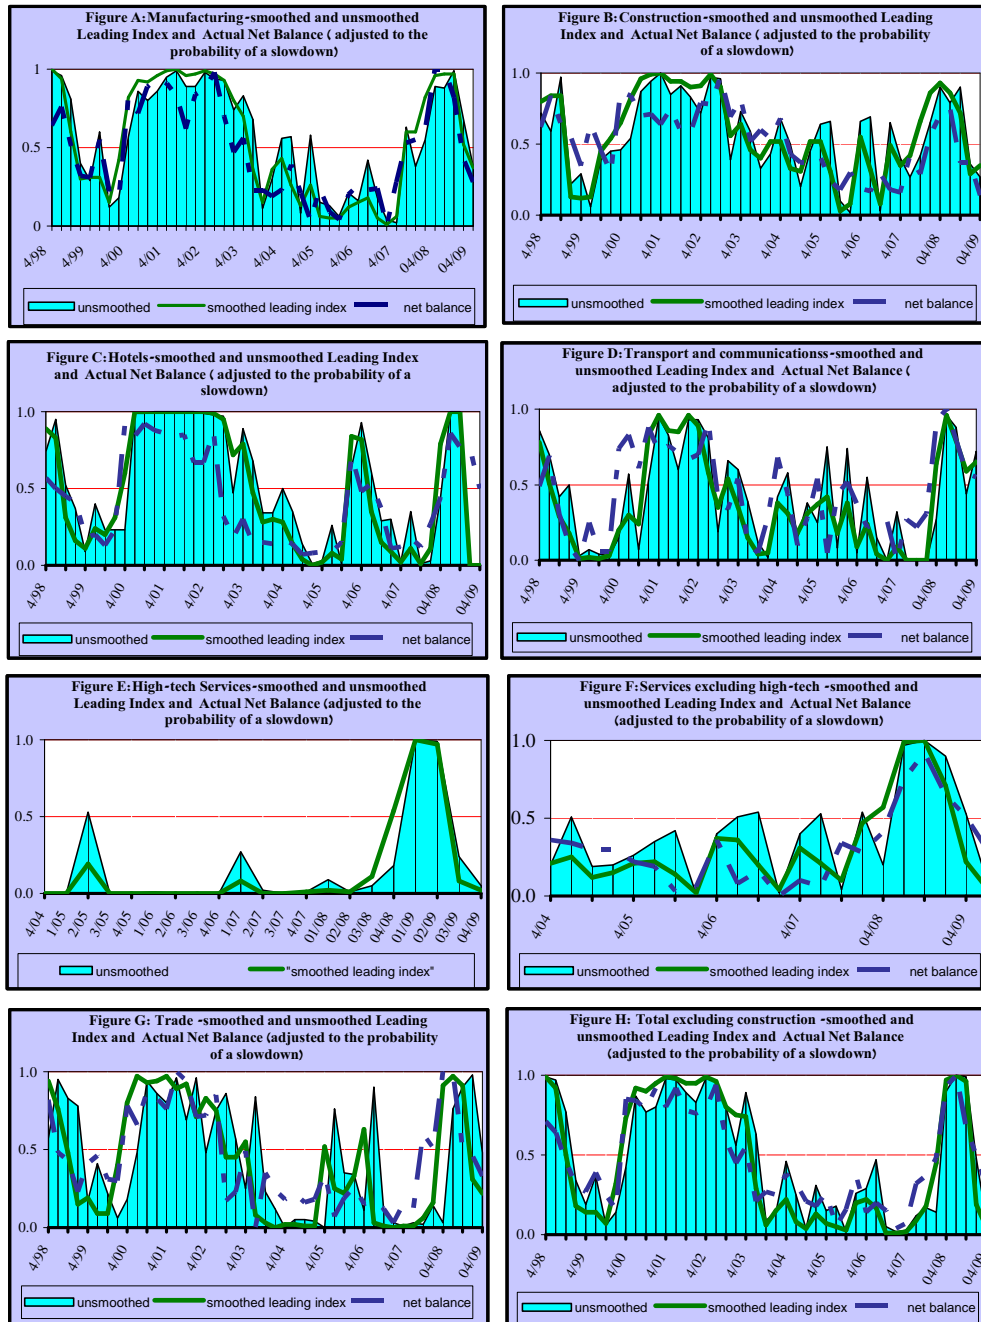 Figure A:Manufacturing-smoothed and unsmoothed
Leading Index and Actual Net Balance ( adjusted to the
probability of a slowdown)
1
0.5
0
4/98
4/99
4/00
4/01
4/02
4/03
4/04
4/05
4/06
4/07
04/08
04/09
unsmoothed
smoothed leading index
net balance
Figure B:Construction-smoothed and unsmoothed Leading
Index and Actual Net Balance ( adjusted to the probability
of a slowdown)
1.0
0.5
0.0
4/98
4/99
4/00
4/01
4/02
4/03
4/04
4/05
4/06
4/07
04/08
04/09
unsmoothed
smoothed leading index
net balance
Figure C:Hotels-smoothed and unsmoothed Leading Index
and Actual Net Balance ( adjusted to the probability of a
slowdown)
1.0
0.5
0.0
4/98
4/99
4/00
4/01
4/02
4/03
4/04
4/05
4/06
4/07
04/08
04/09
unsmoothed
smoothed leading index
net balance
Figure D:Transport and communicationss-smoothed and
unsmoothed Leading Index and Actual Net Balance (
adjusted to the probability of a slowdown)
1.0
0.5
0.0
4/98
4/99
4/00
4/01
4/02
4/03
4/04
4/05
4/06
4/07
04/08
04/09
unsmoothed
smoothed leading index
net balance
Figure E:High-tech Services-smoothed and unsmoothed
Leading Index and Actual Net Balance (adjusted to the
probability of a slowdown)
1.0
0.5
0.0
4/04
1/05
2/05
3/05
4/05
1/06
2/06
3/06
4/06
1/07
2/07
3/07
4/07
01/08
02/08
03/08
04/08
01/09
02/09
03/09
04/09
unsmoothed
"smoothed leading index"
Figure F:Services excluding high-tech -smoothed and
unsmoothed Leading Index and Actual Net Balance
(adjusted to the probability of a slowdown)
1.0
0.5
0.0
4/04
4/05
4/06
4/07
04/08
04/09
unsmoothed
smoothed leading index
net balance
Figure G: Trade -smoothed and unsmoothed Leading
Index and Actual Net Balance (adjusted to the probability
of a slowdown)
1.0
0.5
0.0
4/98
4/99
4/00
4/01
4/02
4/03
4/04
4/05
4/06
4/07
04/08
04/09
unsmoothed
smoothed leading index
net balance
Figure H: Total excluding construction -smoothed and
unsmoothed Leading Index and Actual Net Balance
(adjusted to the probability of a slowdown)
1.0
0.5
0.0
4/98
4/99
4/00
4/01
4/02
4/03
4/04
4/05
4/06
4/07
04/08
04/09
unsmoothed
smoothed leading index
net balance